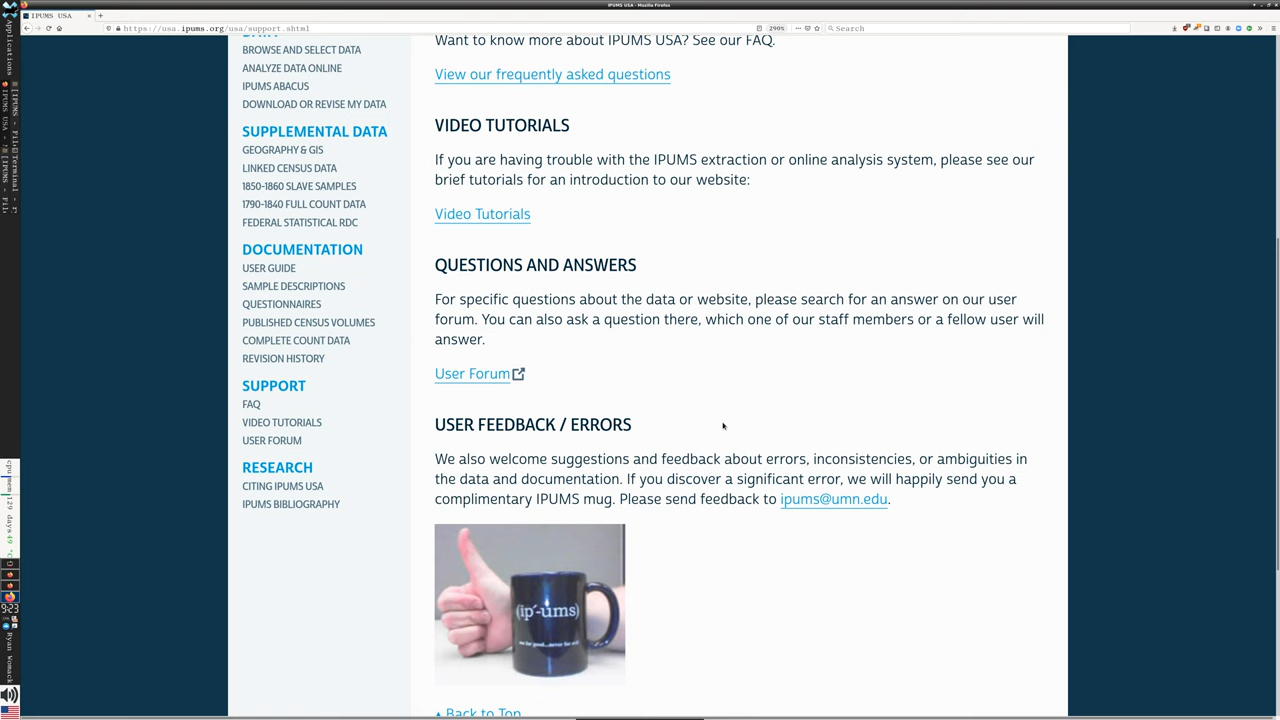 IPUMS USA - Mozilla Firefox
IPUMS USA
https://usa.ipums.org/usa/support.shtml
290%
Search
Applications
BROWSE AND SELECT DATA
ANALYZE DATA ONLINE
IPUMS ABACUS
DOWNLOAD OR REVISE MY DATA
SUPPLEMENTAL DATA
GEOGRAPHY & GIS
LINKED CENSUS DATA
1850-1860 SLAVE SAMPLES
1790-1840 FULL COUNT DATA
FEDERAL STATISTICAL RDC
DOCUMENTATION
USER GUIDE
SAMPLE DESCRIPTIONS
QUESTIONNAIRES
PUBLISHED CENSUS VOLUMES
COMPLETE COUNT DATA
REVISION HISTORY
SUPPORT
FAQ
VIDEO TUTORIALS
USER FORUM
RESEARCH
CITING IPUMS USA
IPUMS BIBLIOGRAPHY
Want to know more about IPUMS USA? See our FAQ.
View our frequently asked questions
VIDEO TUTORIALS
If you are having trouble with the IPUMS extraction or online analysis system, please see our
brief tutorials for an introduction to our website:
Video Tutorials
QUESTIONS AND ANSWERS
For specific questions about the data or website, please search for an answer on our user
forum. You can also ask a question there, which one of our staff members or a fellow user will
answer.
User Forum
USER FEEDBACK / ERRORS
We also welcome suggestions and feedback about errors, inconsistencies, or ambiguities in
the data and documentation. If you discover a significant error, we will happily send you a
complimentary IPUMS mug. Please send feedback to ipums@umn.edu.
(ip'-ums)
Back to Top
9:23
Ryan Womack